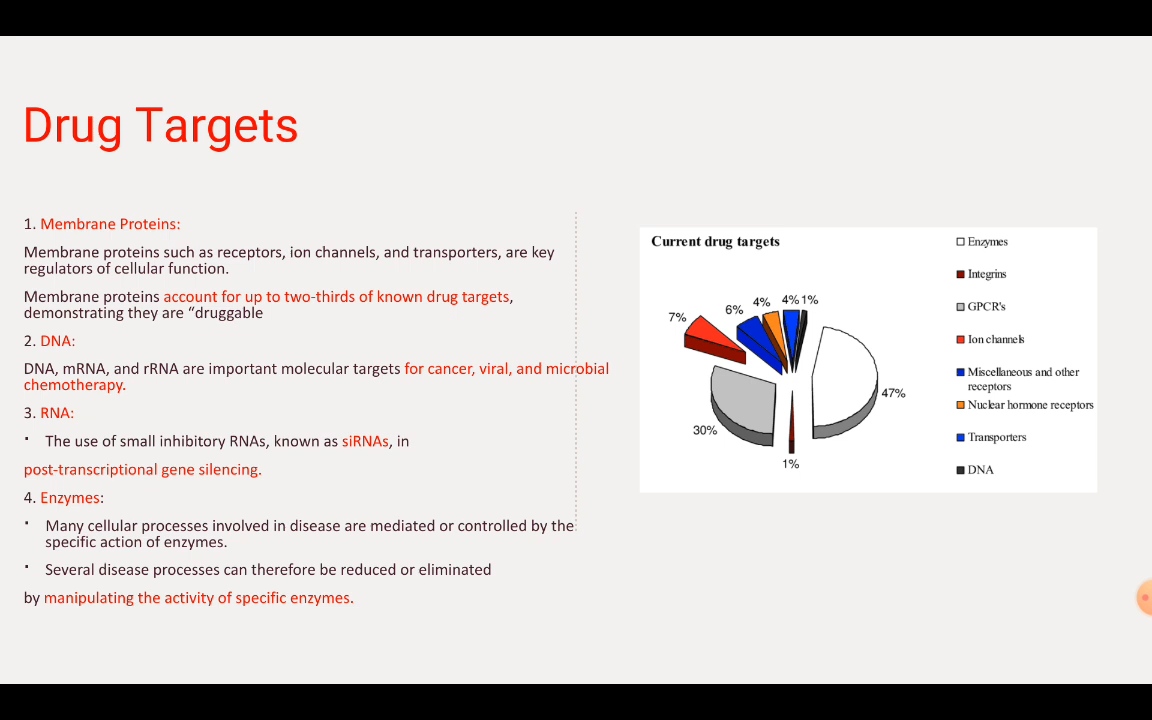 Drug Targets
1. Membrane Proteins:
Membrane proteins such as receptors, ion channels, and transporters, are key
regulators of cellular function.
Membrane proteins account for up to two-thirds of known drug targets,
demonstrating they are “druggable
2. DNA:
DNA, mRNA, and rRNA are important molecular targets for cancer, viral, and microbial
chemotherapy.
3. RNA:
▪ The use of small inhibitory RNAs, known as siRNAs, in
post-transcriptional gene silencing.
4. Enzymes:
▪ Many cellular processes involved in disease are mediated or controlled by the
specific action of enzymes.
▪ Several disease processes can therefore be reduced or eliminated
by manipulating the activity of specific enzymes.
Current drug targets
7%
6%
4%
4%
1%
47%
30%
1%
Enzymes
Integrins
GPCR's
Ion channels
Miscellaneous and other
receptors
Nuclear hormone receptors
Transporters
DNA